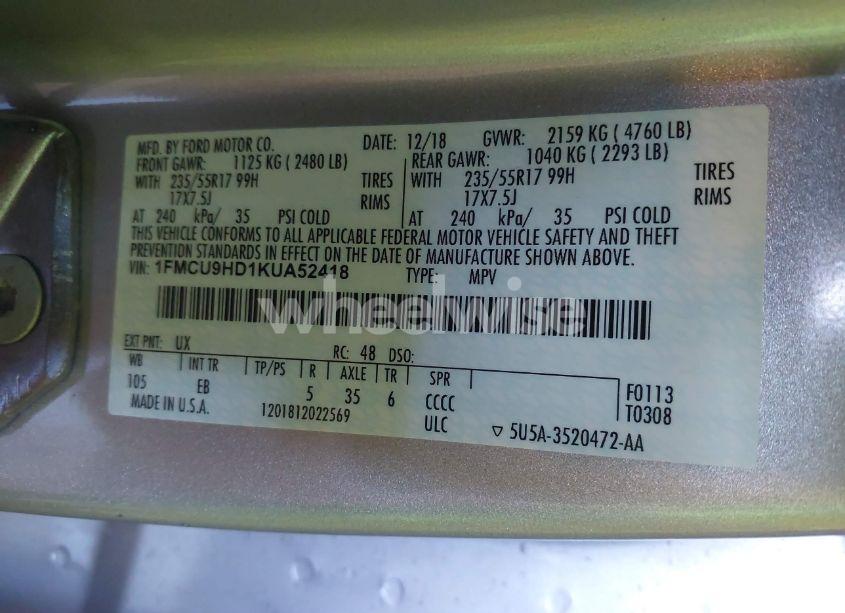 MFD. BY FORD MOTOR CO. DATE: 12/18 GVWR: 2159 KG ( 4760 LB)
FRONT GAWR: 1125 KG ( 2480 LB) REAR GAWR: 1040 KG ( 2293 LB)
WITH 235/55R17 99H TIRES WITH 235/55R17 99H TIRES
17X7.5J RIMS 17X7.5J RIMS
AT 240 kPa/ 35 PSI COLD AT 240 kPa/ 35 PSI COLD
THIS VEHICLE CONFORMS TO ALL APPLICABLE FEDERAL MOTOR VEHICLE SAFETY AND THEFT
PREVENTION STANDARDS IN EFFECT ON THE DATE OF MANUFACTURE SHOWN ABOVE.
VIN: 1FMCU9HD1KUA52418 TYPE: MPV
wheelwise
EXT PNT: UX RC: 48 DSO:
WB INT TR TP/PS R AXLE TR SPR
105 EB 5 35 6 CCCC F0113
MADE IN U.S.A. 1201812022569 ULC T0308
▽ 5U5A-3520472-AA